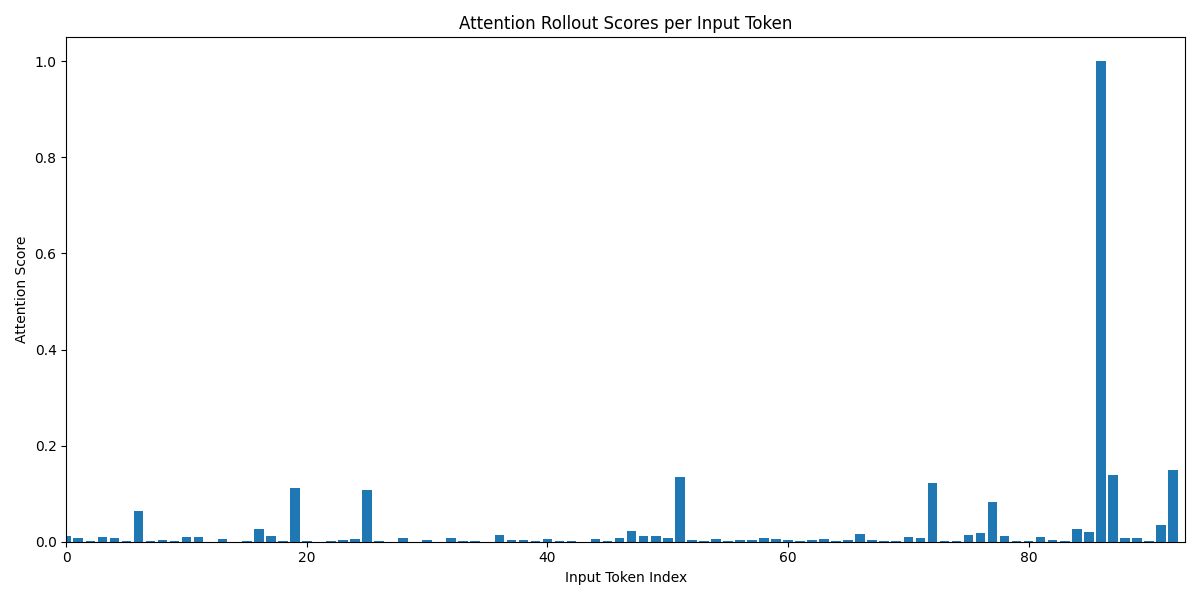 Attention Rollout Scores per Input Token
1.0
0.8
0.6
0.4
0.2
0.0
Attention Score
0 20 40 60 80
Input Token Index